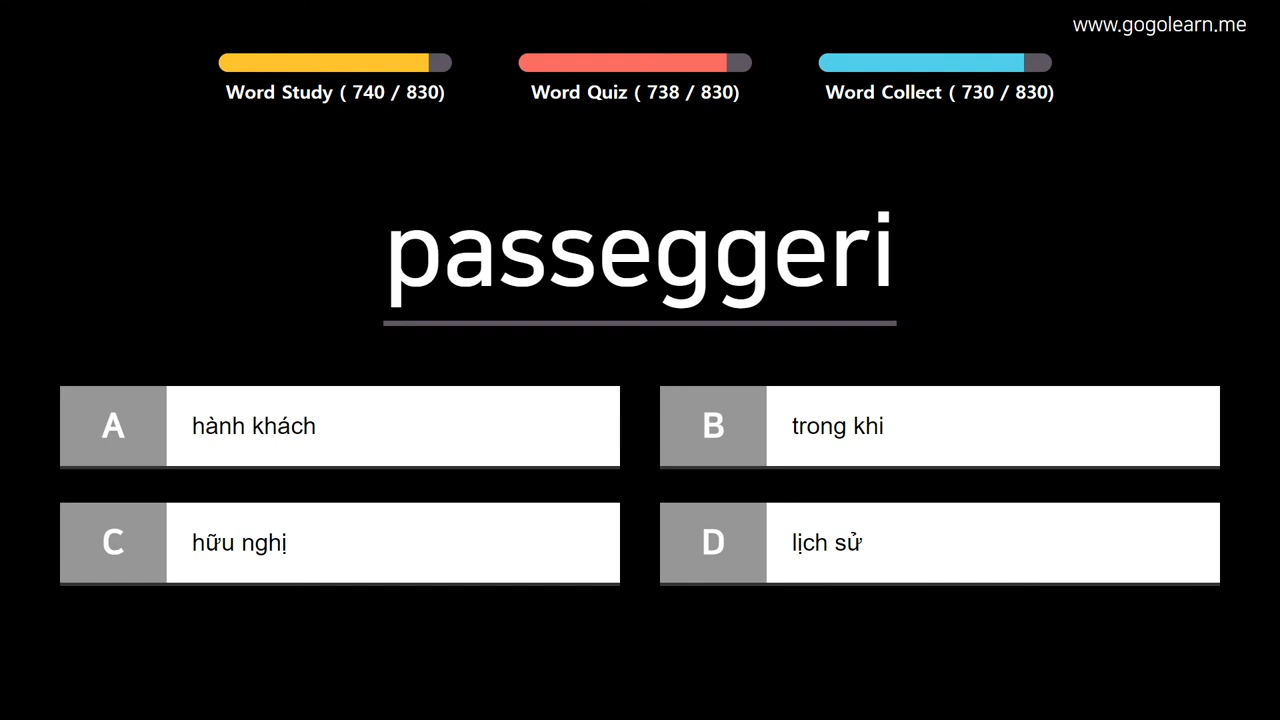 www.gogolearn.me
Word Study ( 740 / 830)
Word Quiz ( 738 / 830)
Word Collect ( 730 / 830)
passeggeri
A hành khách
B trong khi
C hữu nghị
D lịch sử